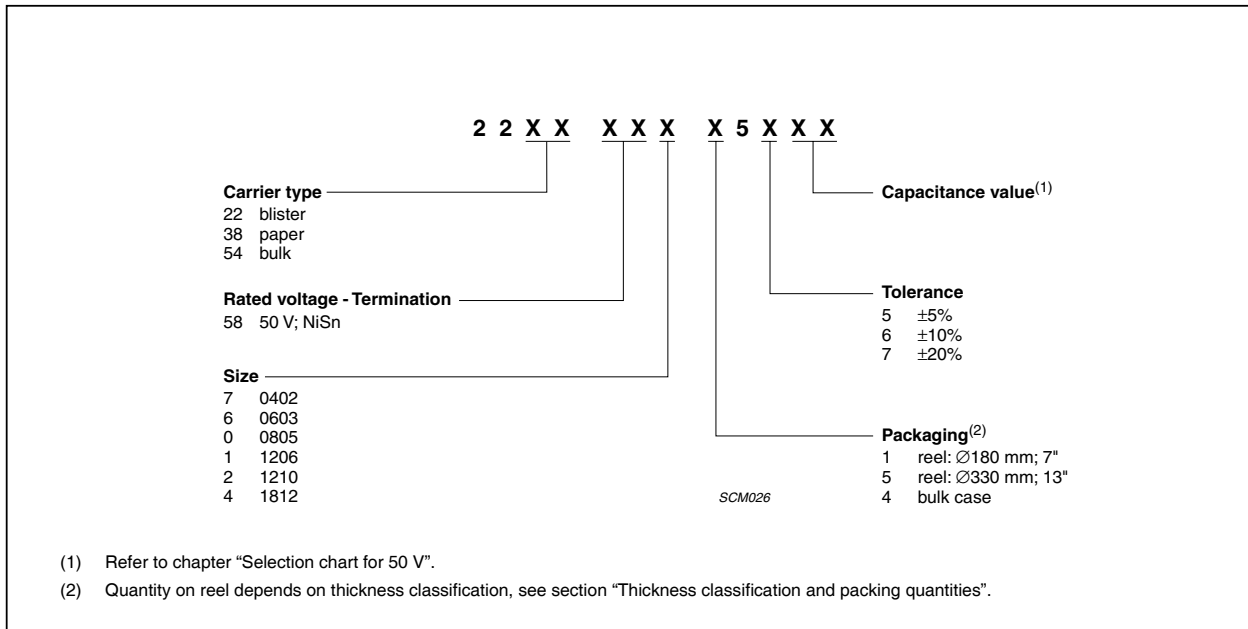 2 2 X X X X X X 5 X X X
Carrier type
22 blister
38 paper
54 bulk
Rated voltage - Termination
58 50 V; NiSn
Size
7 0402
6 0603
0 0805
1 1206
2 1210
4 1812
Capacitance value(1)
Tolerance
5 ±5%
6 ±10%
7 ±20%
Packaging(2)
1 reel: ∅180 mm; 7"
5 reel: ∅330 mm; 13"
4 bulk case
SCM026
(1) Refer to chapter “Selection chart for 50 V”.
(2) Quantity on reel depends on thickness classification, see section “Thickness classification and packing quantities”.